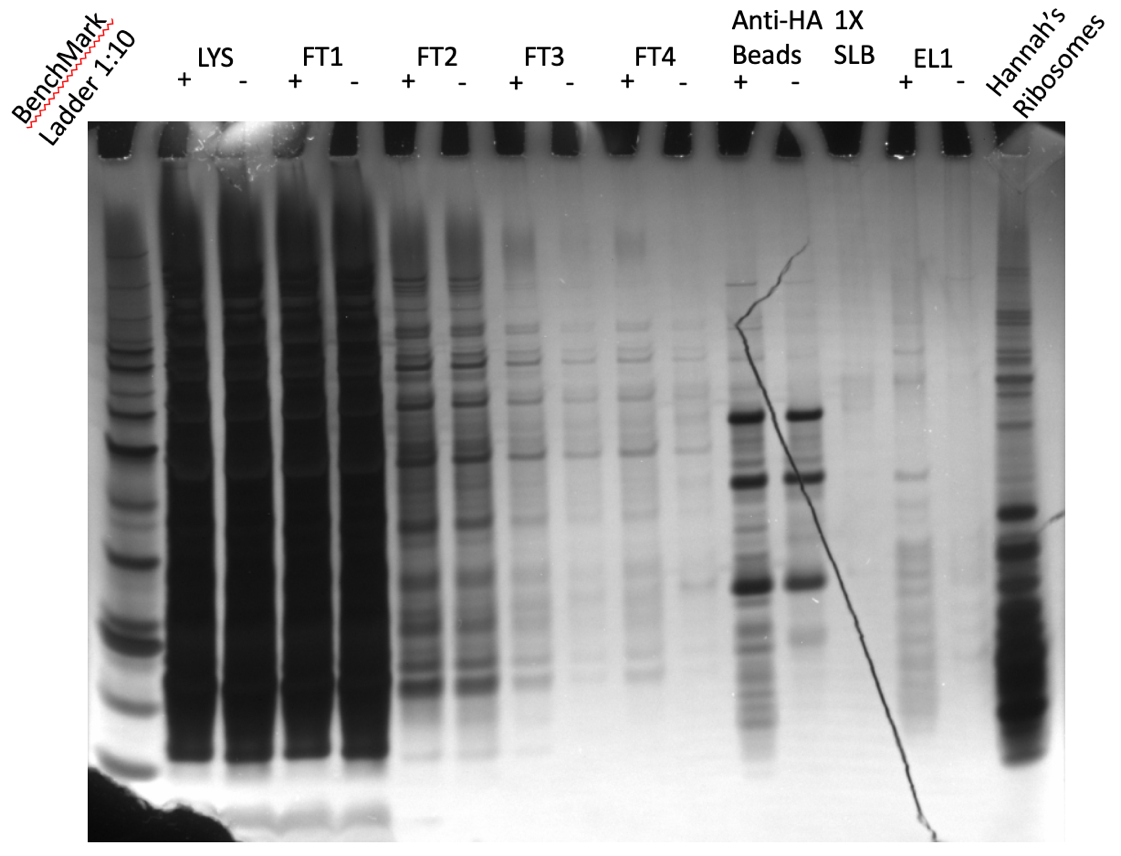 BenchMark
Ladder 1:10
LYS
+ -
FT1
+ -
FT2
+ -
FT3
+ -
FT4
+ -
Anti-HA
Beads
+ -
1X
SLB
EL1
+ -
Hannah's
Ribosomes